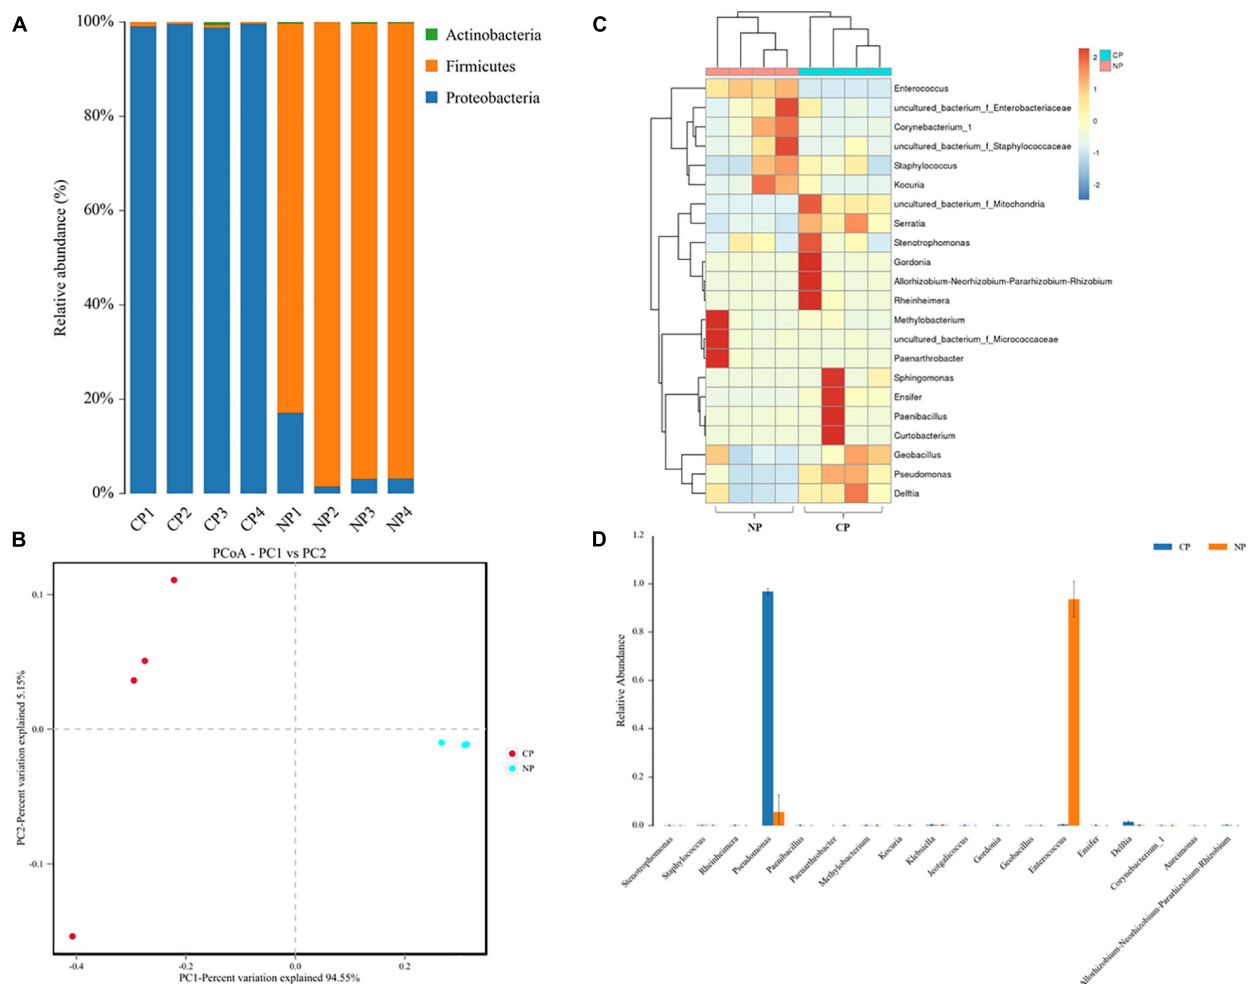 A
100%
80%
60%
40%
20%
0%
Relative abundance (%)
CP1
CP2
CP3
CP4
NP1
NP2
NP3
NP4
Actinobacteria
Firmicutes
Proteobacteria
B
PCoA - PC1 vs PC2
0.1
0.0
-0.1
PC2-Percent variation explained 5.15%
-0.4
-0.2
0.0
0.2
PC1-Percent variation explained 94.55%
CP
NP
C
Enterococcus
uncultured_bacterium_f_Enterobacteriaceae
Corynebacterium_1
uncultured_bacterium_f_Staphylococcaceae
Staphylococcus
Kocuria
uncultured_bacterium_f_Mitochondria
Serratia
Stenotrophomonas
Gordonia
Allorhizobium-Neorhizobium-Pararhizobium-Rhizobium
Rheinheimera
Methylobacterium
uncultured_bacterium_f_Micrococcaceae
Paenarthrobacter
Sphingomonas
Ensifer
Paenibacillus
Curtobacterium
Geobacillus
Pseudomonas
Delftia
NP
CP
2
1
0
-1
-2
CP
NP
D
1.2
1.0
0.8
0.6
0.4
0.2
0.0
Relative Abundance
CP
NP
Stenotrophomonas
Staphylococcus
Rheinheimera
Pseudomonas
Paenibacillus
Paenarthrobacter
Methylobacterium
Kocuria
Klebsiella
Jeotgalicoccus
Gordonia
Geobacillus
Enterococcus
Ensifer
Delftia
Corynebacterium_1
Aureimonas
Allorhizobium-Neorhizobium-Pararhizobium-Rhizobium